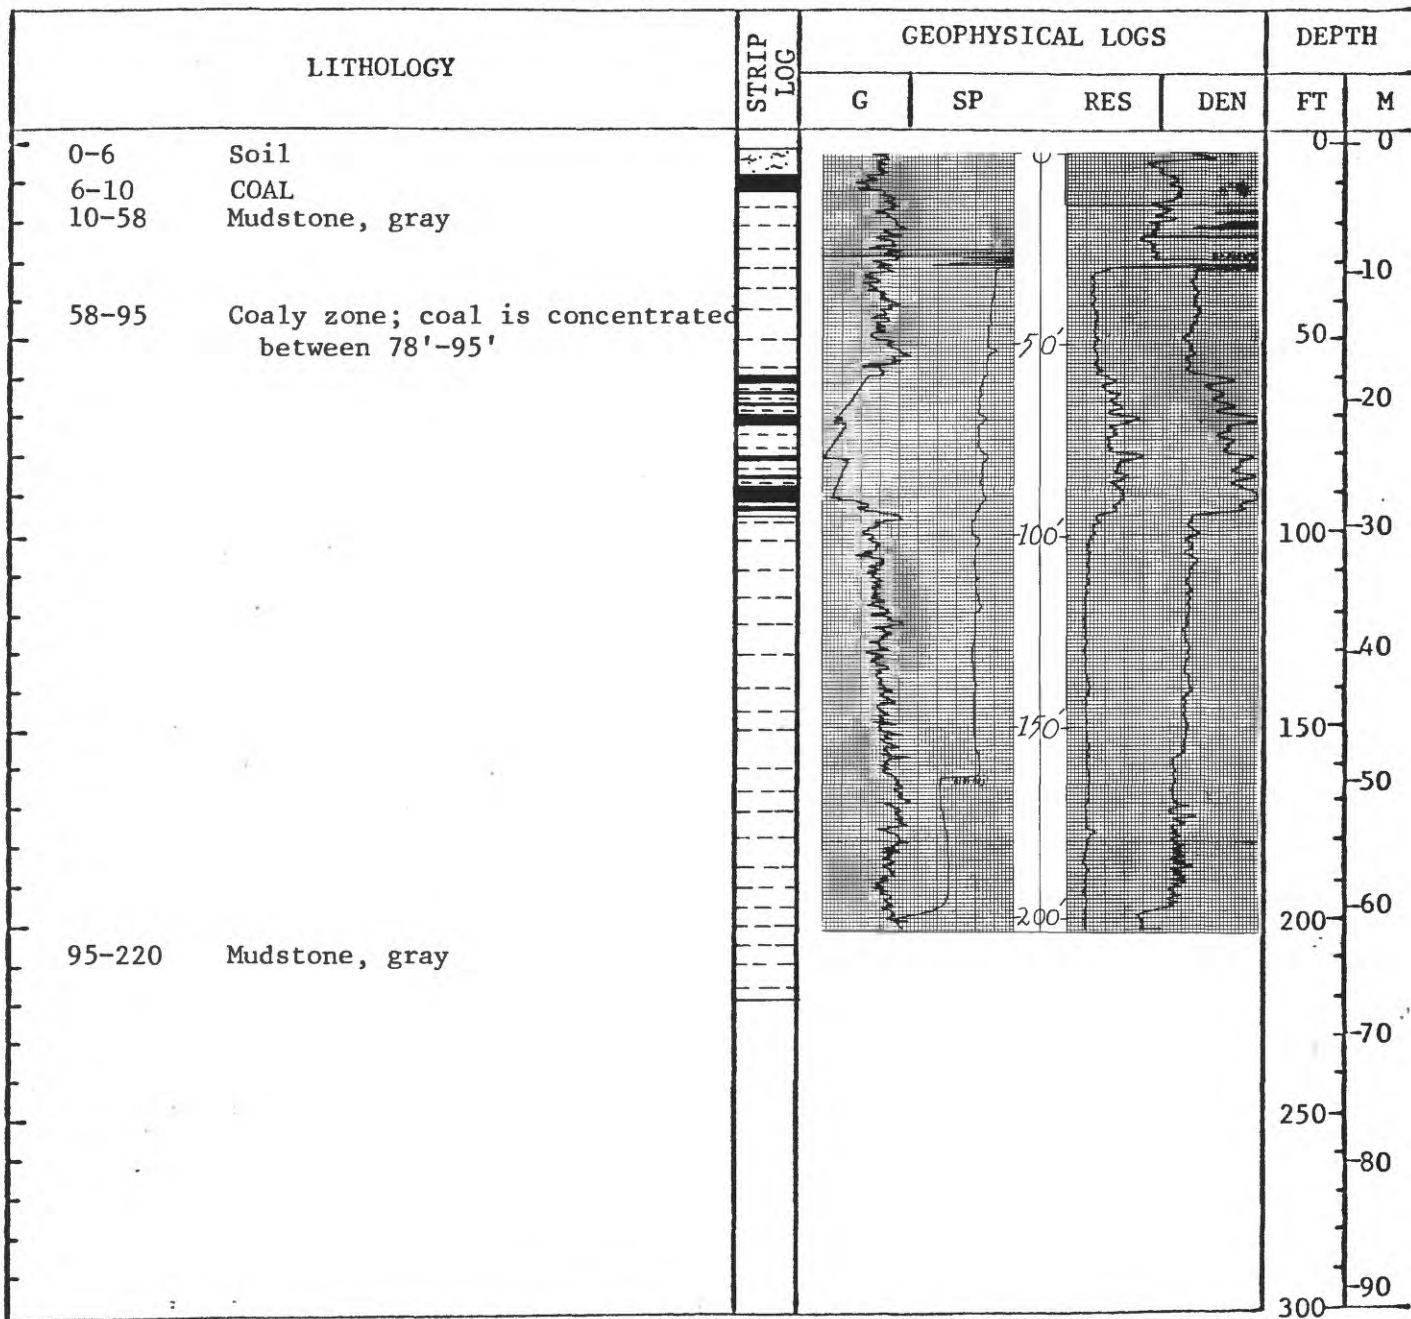 LITHOLOGY
STRIP LOG
GEOPHYSICAL LOGS
DEPTH
G SP RES DEN
FT M
0-6 Soil
6-10 COAL
10-58 Mudstone, gray
58-95 Coaly zone; coal is concentrated
between 78'-95'
95-220 Mudstone, gray
0
50'
100'
150'
200'
0
50
100
150
200
250
300
0
10
20
30
40
50
60
70
80
90